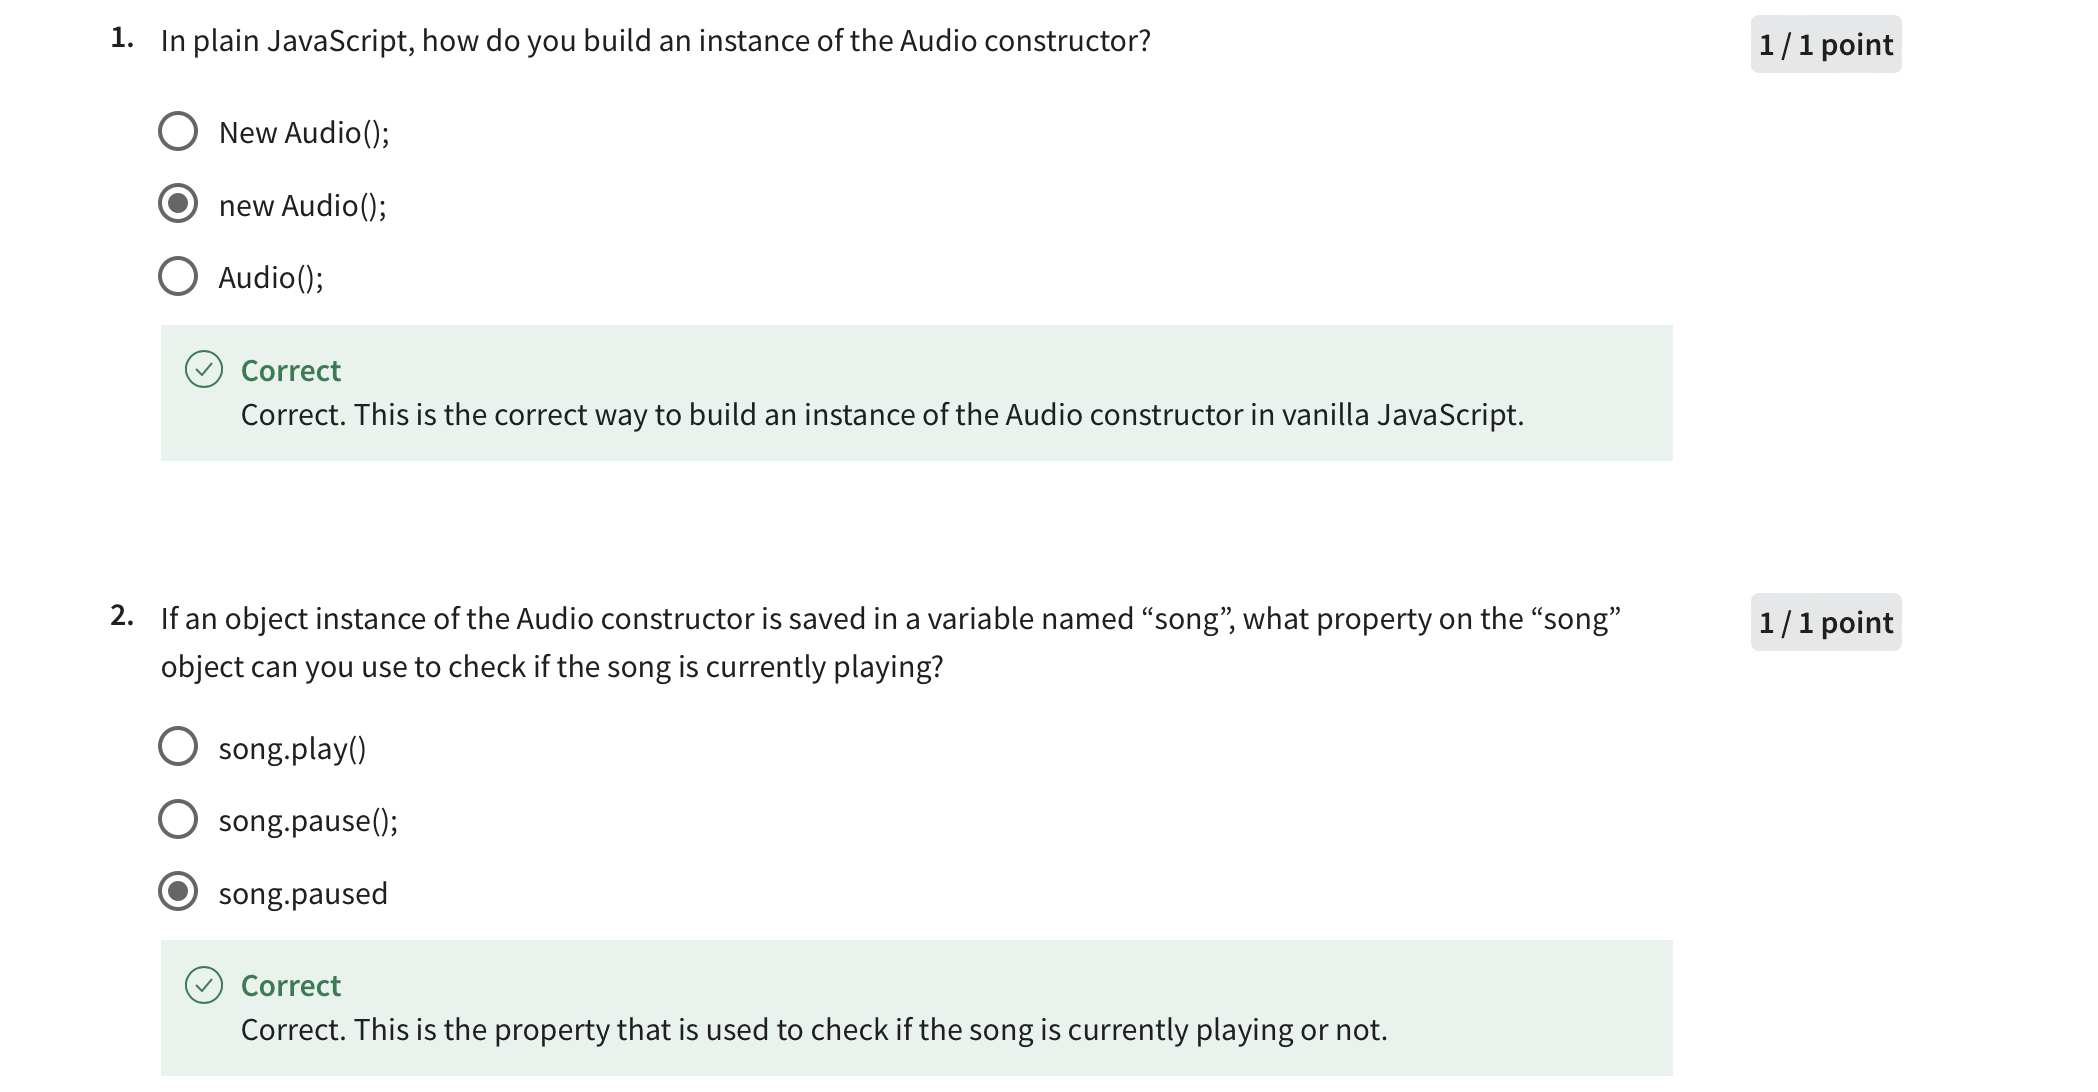 1. In plain JavaScript, how do you build an instance of the Audio constructor?
1 / 1 point
New Audio();
new Audio();
Audio();
Correct
Correct. This is the correct way to build an instance of the Audio constructor in vanilla JavaScript.
2. If an object instance of the Audio constructor is saved in a variable named “song”, what property on the “song”
object can you use to check if the song is currently playing?
1 / 1 point
song.play()
song.pause();
song.paused
Correct
Correct. This is the property that is used to check if the song is currently playing or not.